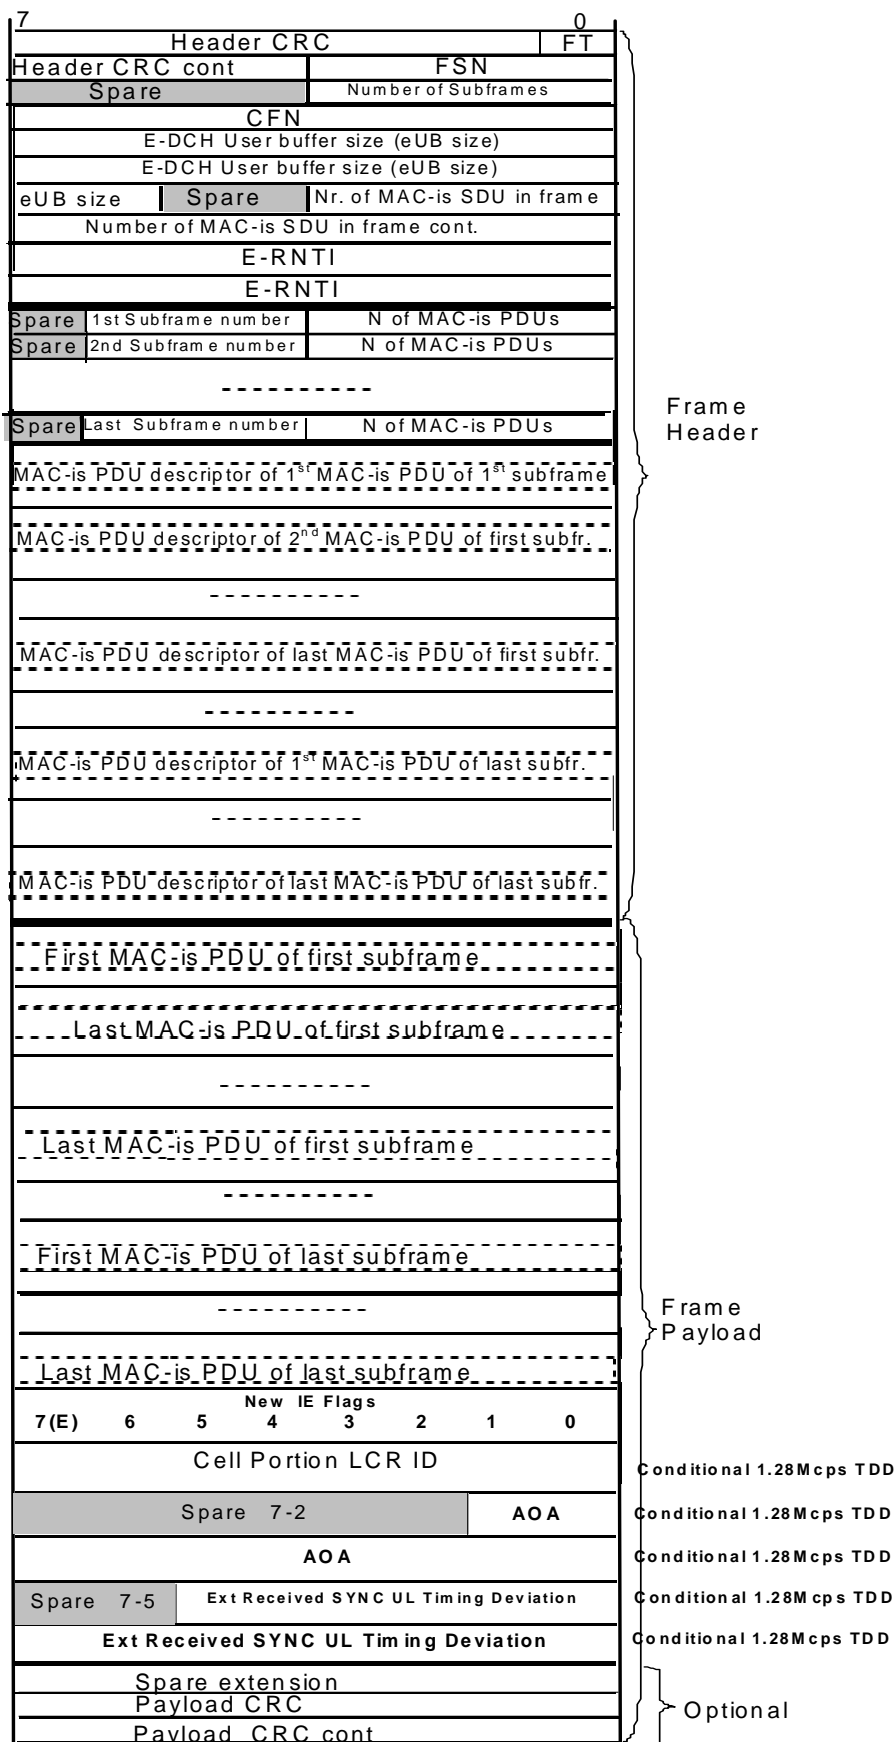 7 0
Header CRC FT
Header CRC cont FSN
Spare Number of Subframes
CFN
E-DCH User buffer size (eUB size)
E-DCH User buffer size (eUB size)
eUB size Spare Nr. of MAC-is SDU in frame
Number of MAC-is SDU in frame cont.
E-RNTI
E-RNTI
Spare 1st Subframe number N of MAC-is PDUs
Spare 2nd Subframe number N of MAC-is PDUs
Frame
Header
Spare Last Subframe number N of MAC-is PDUs
MAC-is PDU descriptor of 1st MAC-is PDU of 1st subframe
MAC-is PDU descriptor of 2nd MAC-is PDU of first subfr.
MAC-is PDU descriptor of last MAC-is PDU of first subfr.
MAC-is PDU descriptor of 1st MAC-is PDU of last subfr.
MAC-is PDU descriptor of last MAC-is PDU of last subfr.
First MAC-is PDU of first subframe
Last MAC-is PDU of first subframe
Last MAC-is PDU of first subframe
First MAC-is PDU of last subframe
Frame
Payload
Last MAC-is PDU of last subframe
New IE Flags
7(E) 6 5 4 3 2 1 0
Cell Portion LCR ID Conditional 1.28Mcps TDD
Spare 7-2 AOA Conditional 1.28Mcps TDD
AOA Conditional 1.28Mcps TDD
Spare 7-5 Ext Received SYNC UL Timing Deviation Conditional 1.28Mcps TDD
Ext Received SYNC UL Timing Deviation Conditional 1.28Mcps TDD
Spare extension
Payload CRC Optional
Payload CRC cont